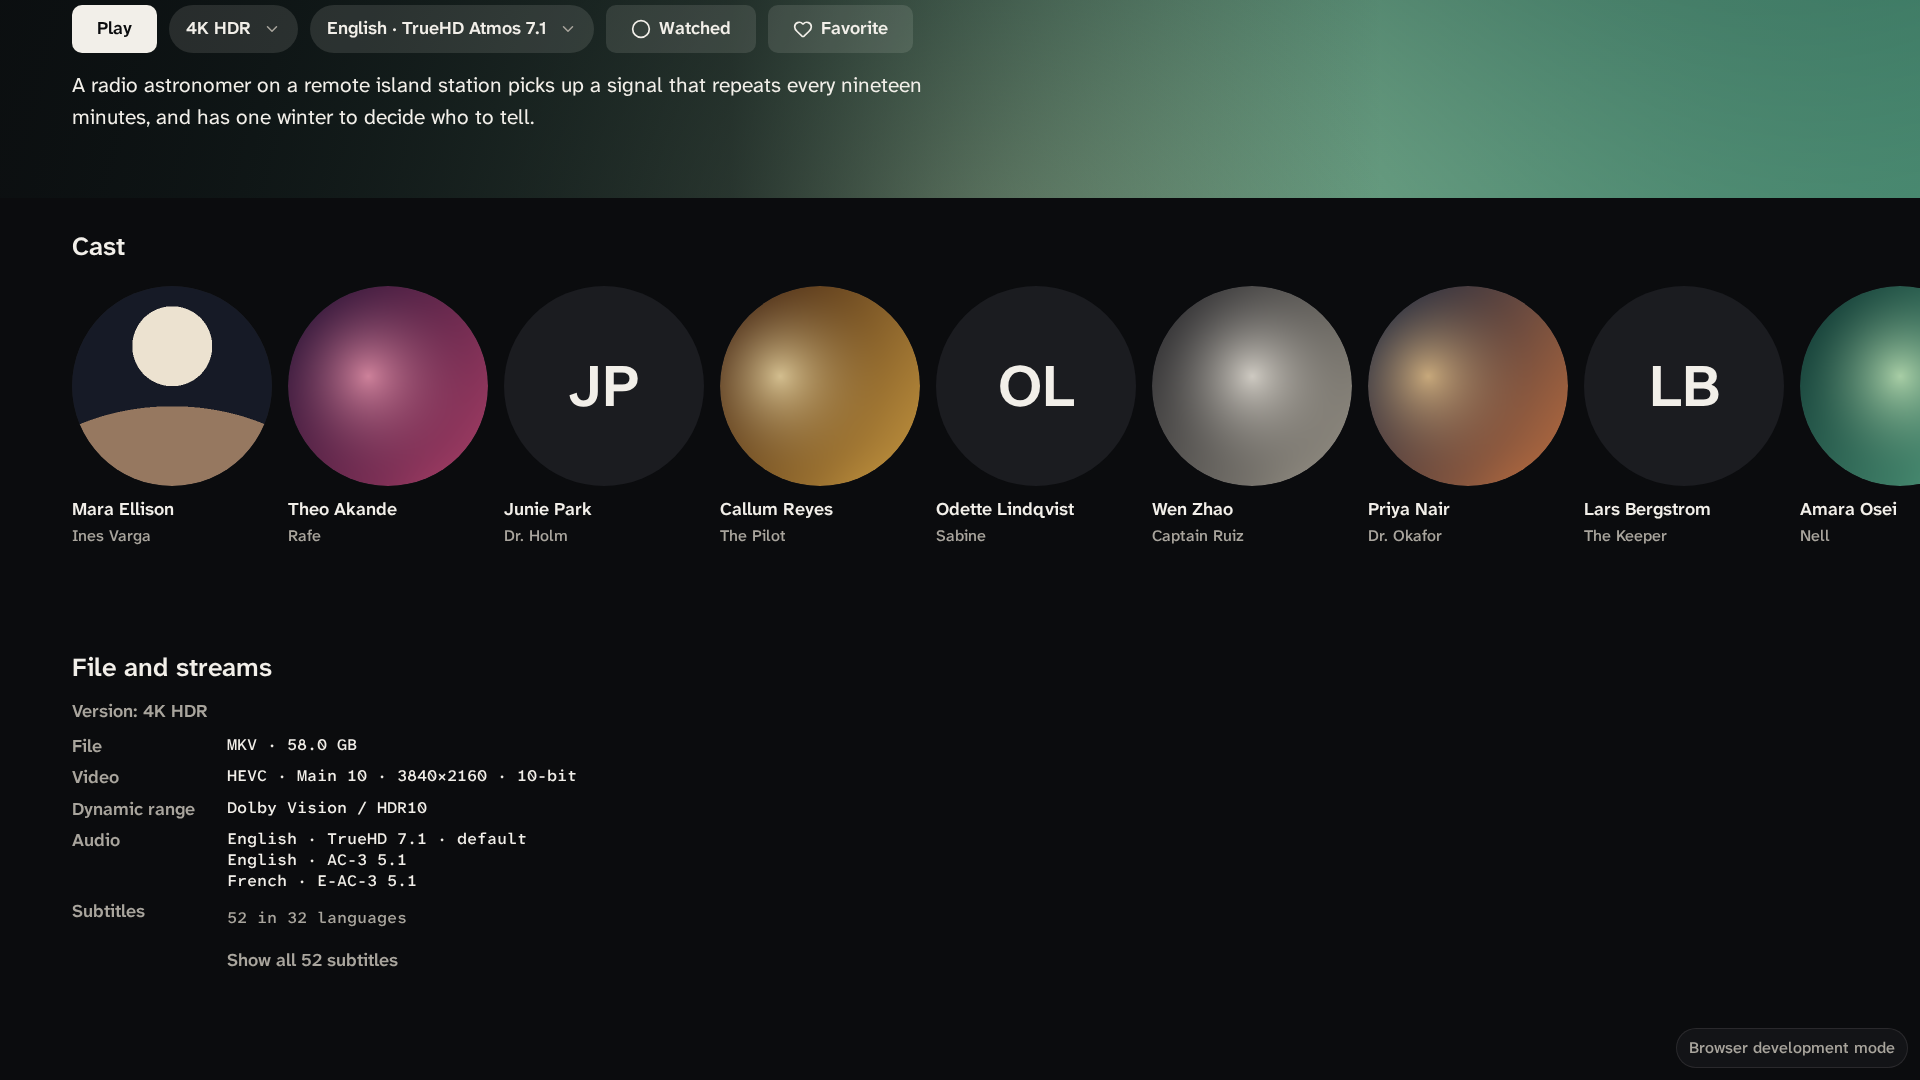 Play
4K HDR
English · TrueHD Atmos 7.1
Watched
Favorite
A radio astronomer on a remote island station picks up a signal that repeats every nineteen
minutes, and has one winter to decide who to tell.
Cast
JP
OL
LB
Mara Ellison
Theo Akande
Junie Park
Callum Reyes
Odette Lindqvist
Wen Zhao
Priya Nair
Lars Bergstrom
Amara Osei
Ines Varga
Rafe
Dr. Holm
The Pilot
Sabine
Captain Ruiz
Dr. Okafor
The Keeper
Nell
File and streams
Version: 4K HDR
File MKV · 58.0 GB
Video HEVC · Main 10 · 3840×2160 · 10-bit
Dynamic range Dolby Vision / HDR10
Audio English · TrueHD 7.1 · default
English · AC-3 5.1
French · E-AC-3 5.1
Subtitles 52 in 32 languages
Show all 52 subtitles
Browser development mode